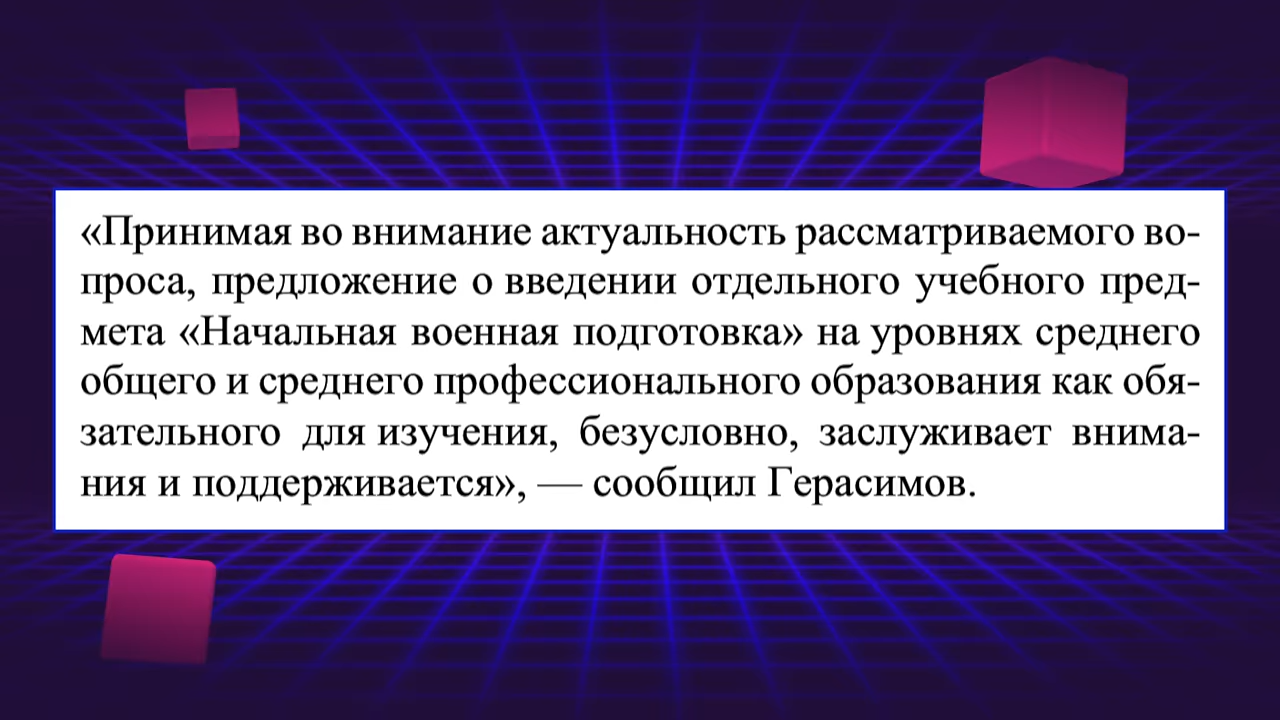 «Принимая во внимание актуальность рассматриваемого во-
проса, предложение о введении отдельного учебного пред-
мета «Начальная военная подготовка» на уровнях среднего
общего и среднего профессионального образования как обя-
зательного для изучения, безусловно, заслуживает внима-
ния и поддерживается», — сообщил Герасимов.